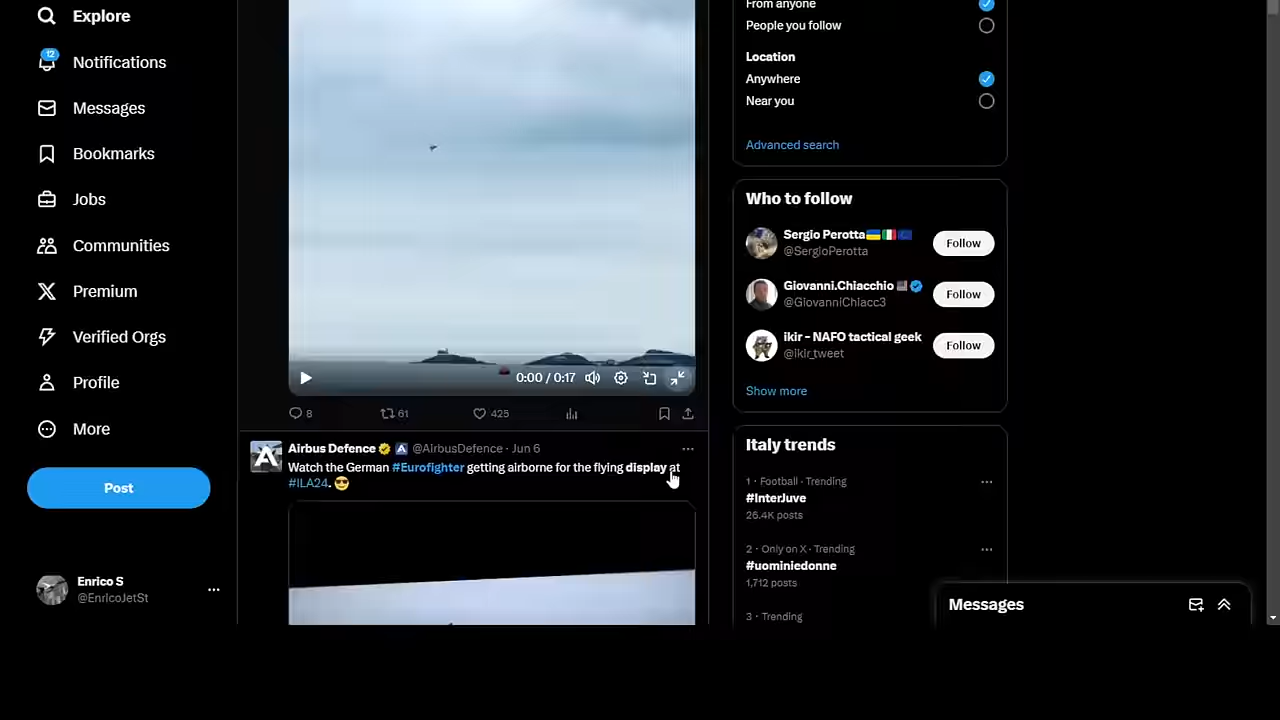 Explore
12
Notifications
Messages
Bookmarks
Jobs
Communities
Premium
Verified Orgs
Profile
More
Post
Enrico S
@EnricoJetSt
0:00 / 0:17
8
61
425
Airbus Defence @AirbusDefence · Jun 6
Watch the German #Eurofighter getting airborne for the flying display at
#ILA24. 😎
From anyone
People you follow
Location
Anywhere
Near you
Advanced search
Who to follow
Sergio Perotta
@SergioPerotta
Follow
Giovanni.Chiacchio
@GiovanniChiacc3
Follow
ikir – NAFO tactical geek
@ikir_tweet
Follow
Show more
Italy trends
1 · Football · Trending
#InterJuve
26.4K posts
2 · Only on X · Trending
#uominiedonne
1,712 posts
3 · Trending
Messages